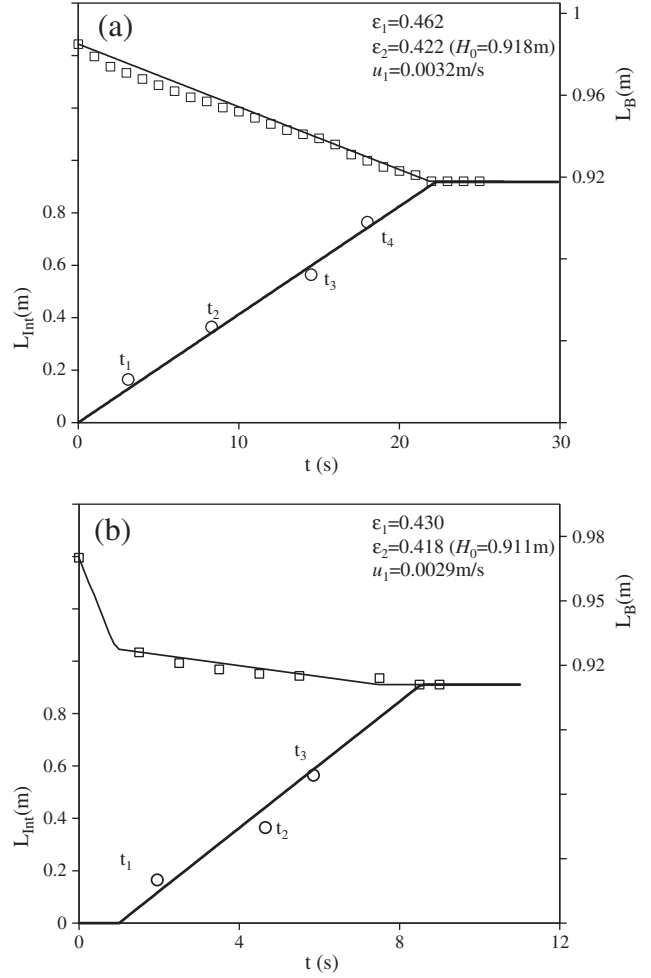 (a)
ε1=0.462
ε2=0.422 (H0=0.918m)
u1=0.0032m/s
1
0.96
0.92
LB(m)
0.8
0.6
0.4
0.2
0
LInt(m)
t1
t2
t3
t4
0
10
20
30
t (s)
(b)
ε1=0.430
ε2=0.418 (H0=0.911m)
u1=0.0029m/s
0.98
0.95
0.92
LB(m)
0.8
0.6
0.4
0.2
0
LInt(m)
t1
t2
t3
0
4
8
12
t (s)